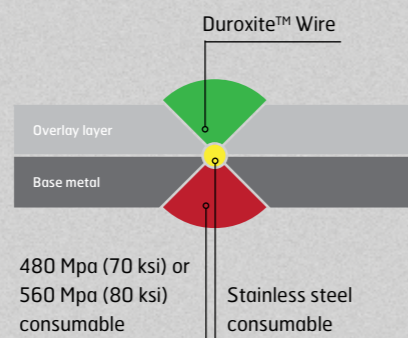 Duroxite™ Wire
Overlay layer
Base metal
480 Mpa (70 ksi) or
560 Mpa (80 ksi)
consumable
Stainless steel
consumable